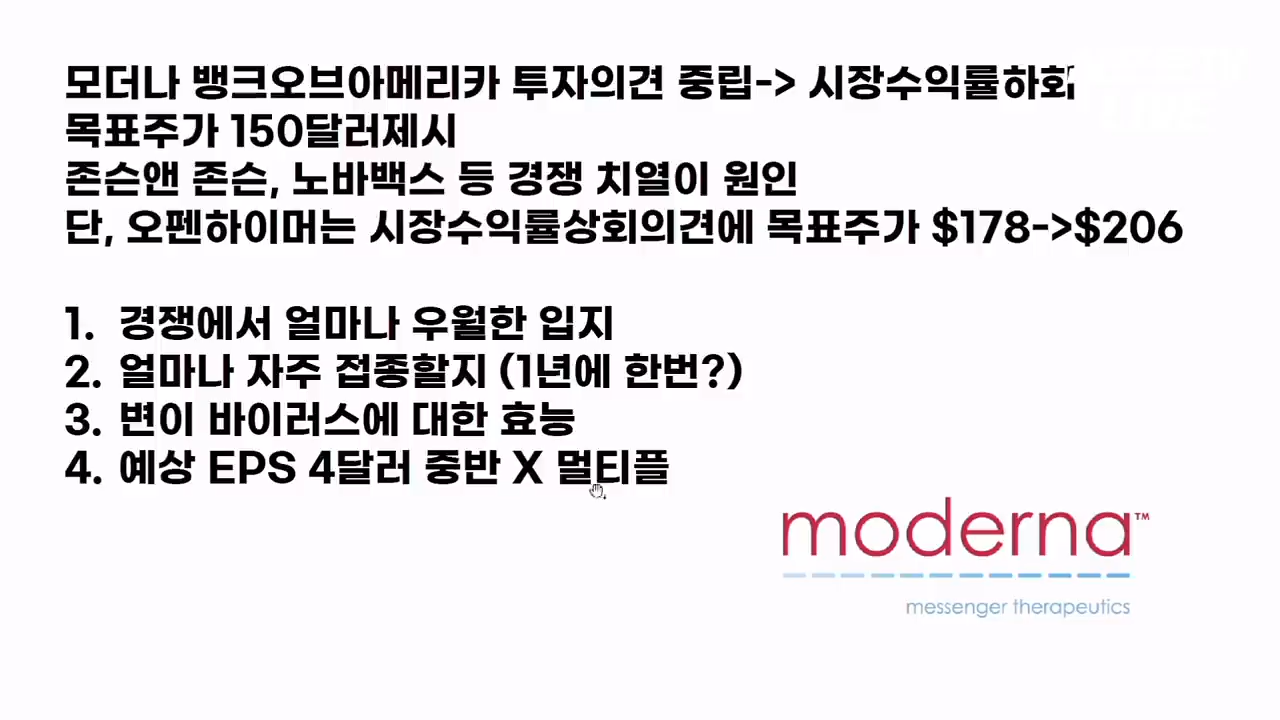 모더나 뱅크오브아메리카 투자의견 중립-> 시장수익률하회
목표주가 150달러제시
존슨앤 존슨, 노바백스 등 경쟁 치열이 원인
단, 오펜하이머는 시장수익률상회의견에 목표주가 $178->$206
1. 경쟁에서 얼마나 우월한 입지
2. 얼마나 자주 접종할지 (1년에 한번?)
3. 변이 바이러스에 대한 효능
4. 예상 EPS 4달러 중반 X 멀티플
moderna™
messenger therapeutics